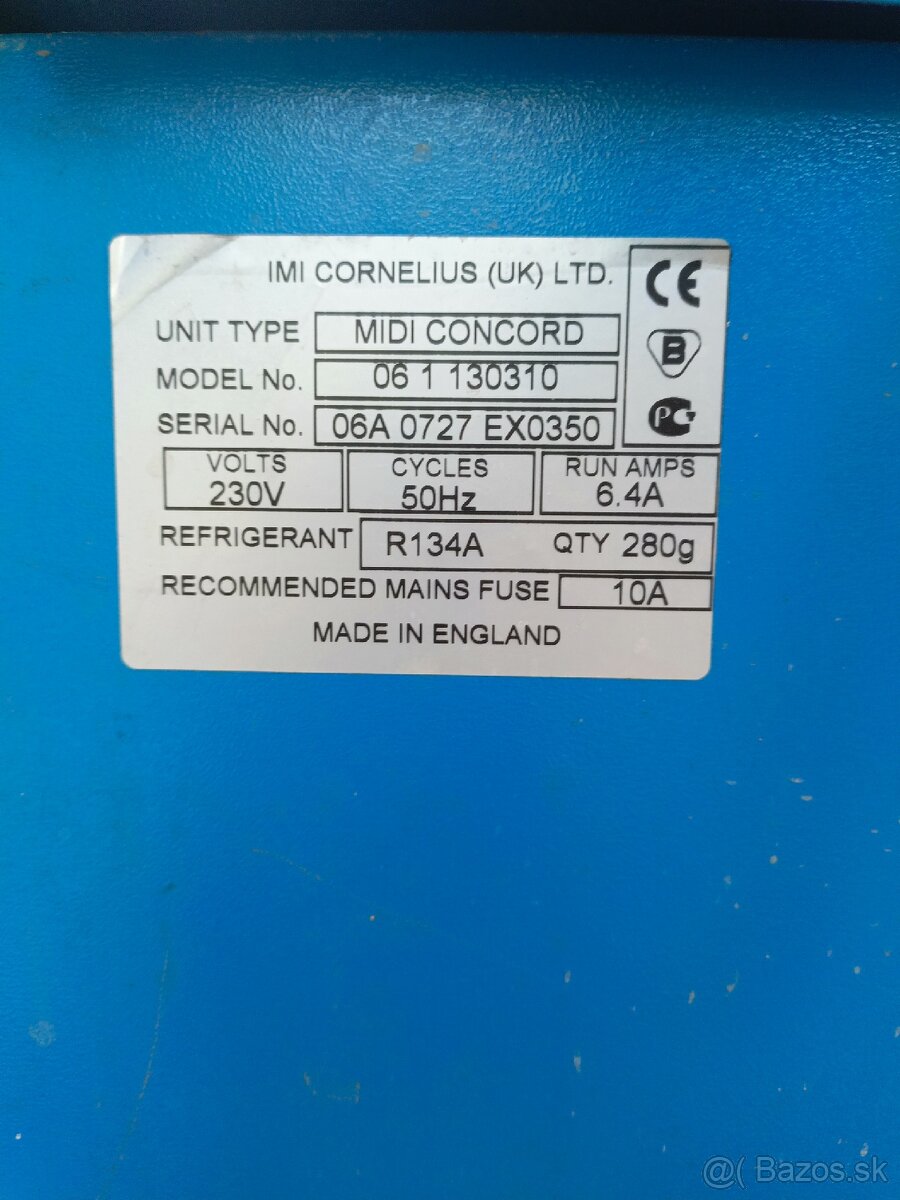 IMI CORNELIUS (UK) LTD.
CE
UNIT TYPE MIDI CONCORD
B
MODEL No. 06 1 130310
SERIAL No. 06A 0727 EX0350
PC
VOLTS CYCLES RUN AMPS
230V 50Hz 6.4A
REFRIGERANT R134A QTY 280g
RECOMMENDED MAINS FUSE 10A
MADE IN ENGLAND
@( Bazos.sk